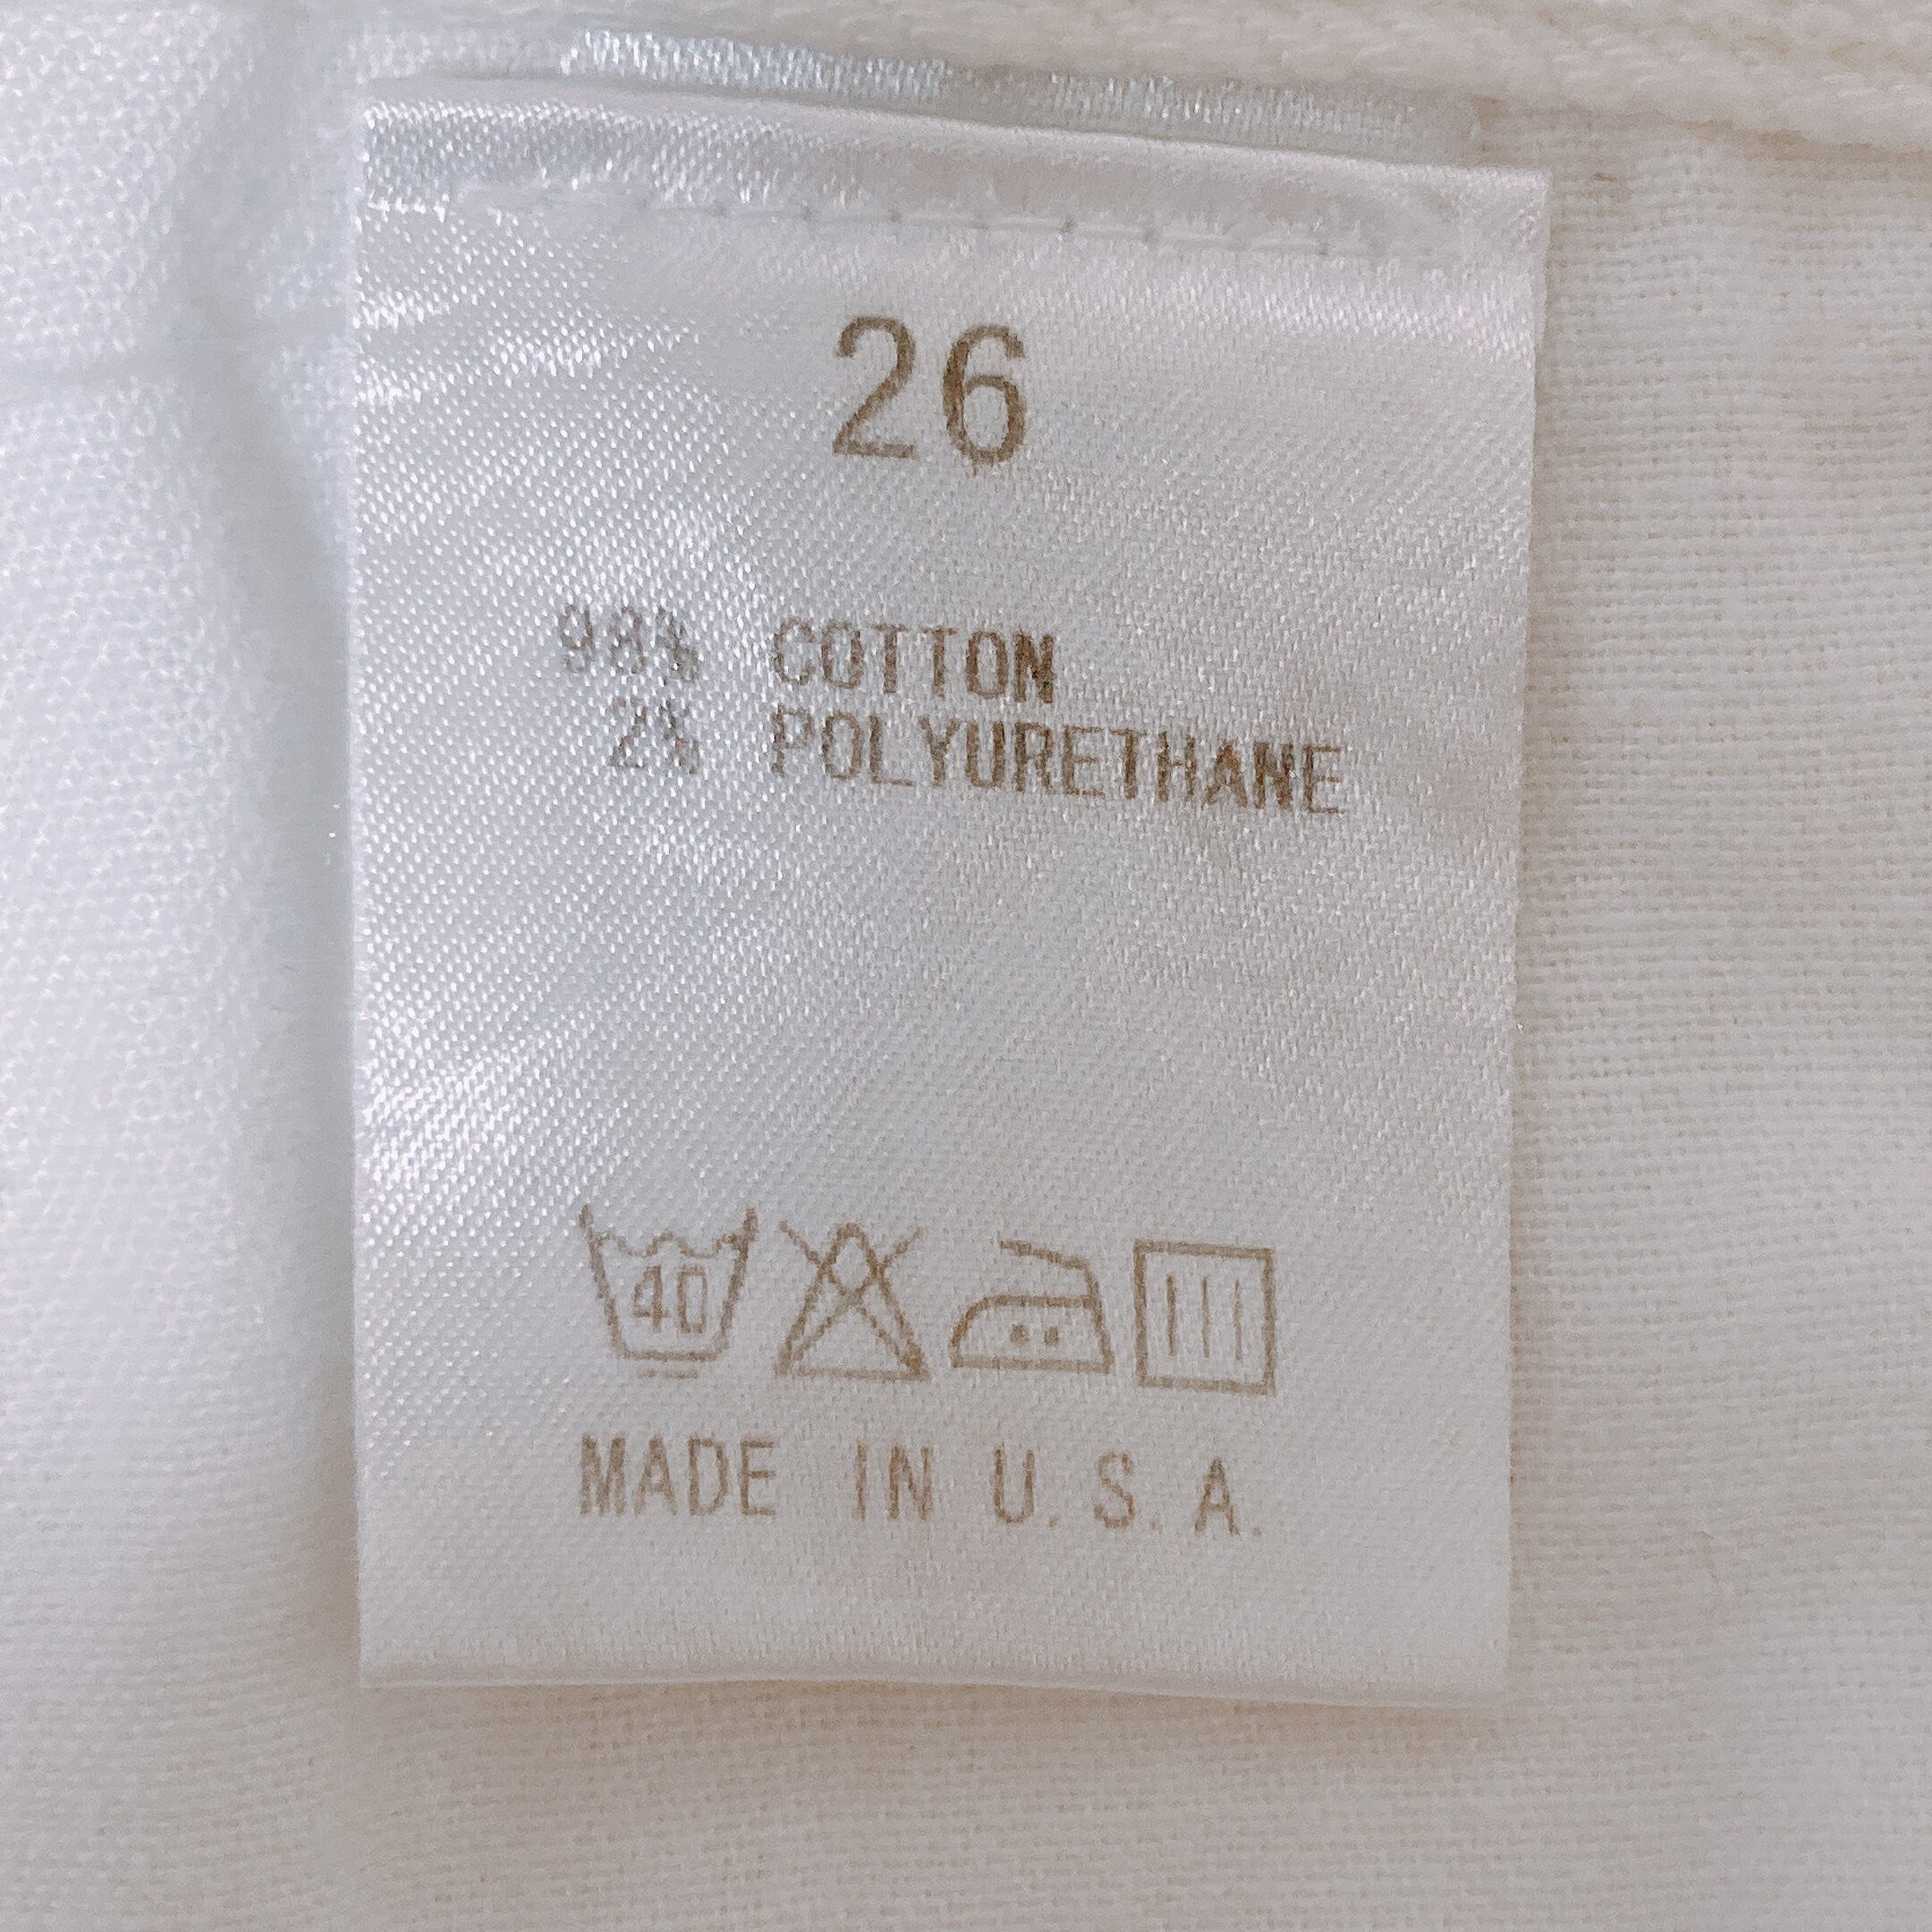 26
98% COTTON
2% POLYURETHANE
40
MADE IN U.S.A.